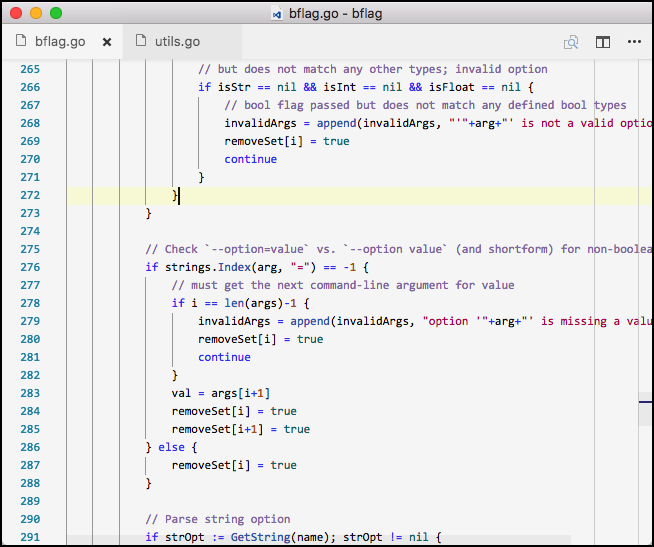 bflag.go - bflag
bflag.go × utils.go
265 // but does not match any other types; invalid option
266 if isStr == nil && isInt == nil && isFloat == nil {
267 // bool flag passed but does not match any defined bool types
268 invalidArgs = append(invalidArgs, "'"+arg+"' is not a valid optio
269 removeSet[i] = true
270 continue
271 }
272 }
273 }
274
275 // Check `--option=value` vs. `--option value` (and shortform) for non-boolea
276 if strings.Index(arg, "=") == -1 {
277 // must get the next command-line argument for value
278 if i == len(args)-1 {
279 invalidArgs = append(invalidArgs, "option '"+arg+"' is missing a valu
280 removeSet[i] = true
281 continue
282 }
283 val = args[i+1]
284 removeSet[i] = true
285 removeSet[i+1] = true
286 } else {
287 removeSet[i] = true
288 }
289
290 // Parse string option
291 if strOpt := GetString(name); strOpt != nil {